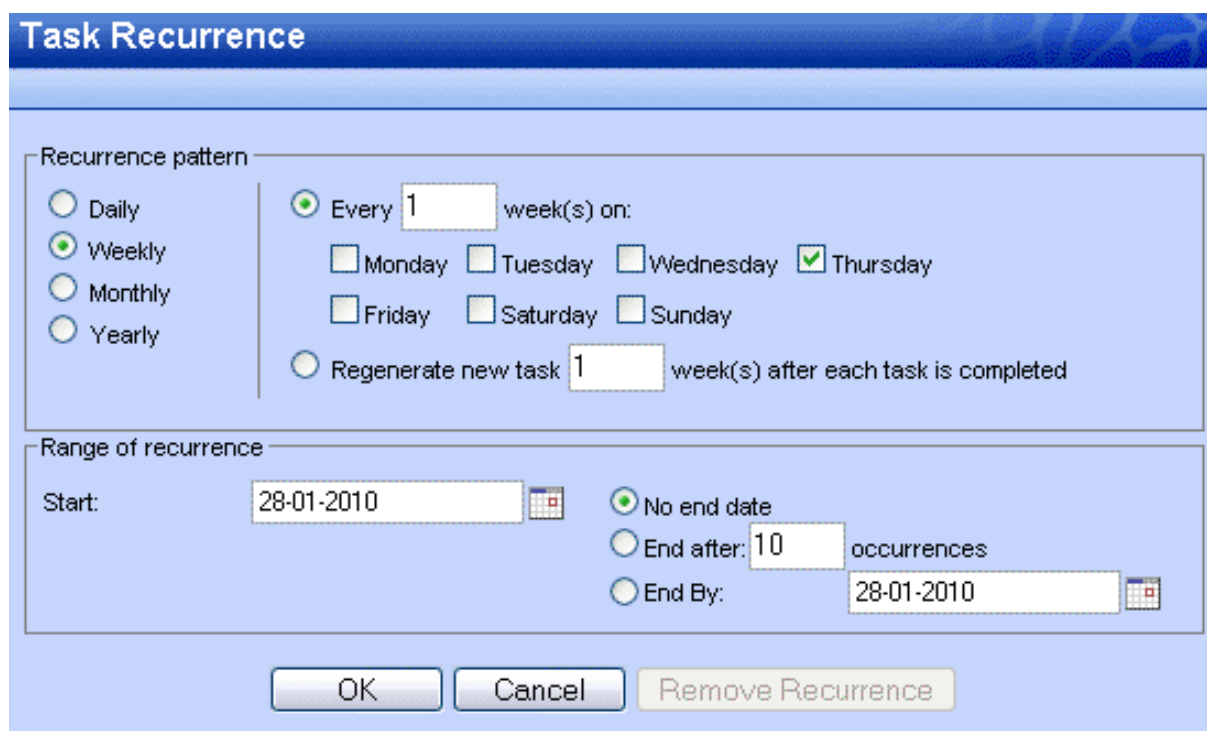 Task Recurrence
Recurrence pattern
Daily
Weekly
Monthly
Yearly
Every 1 week(s) on:
Monday Tuesday Wednesday Thursday
Friday Saturday Sunday
Regenerate new task 1 week(s) after each task is completed
Range of recurrence
Start: 28-01-2010
No end date
End after: 10 occurrences
End By: 28-01-2010
OK Cancel Remove Recurrence